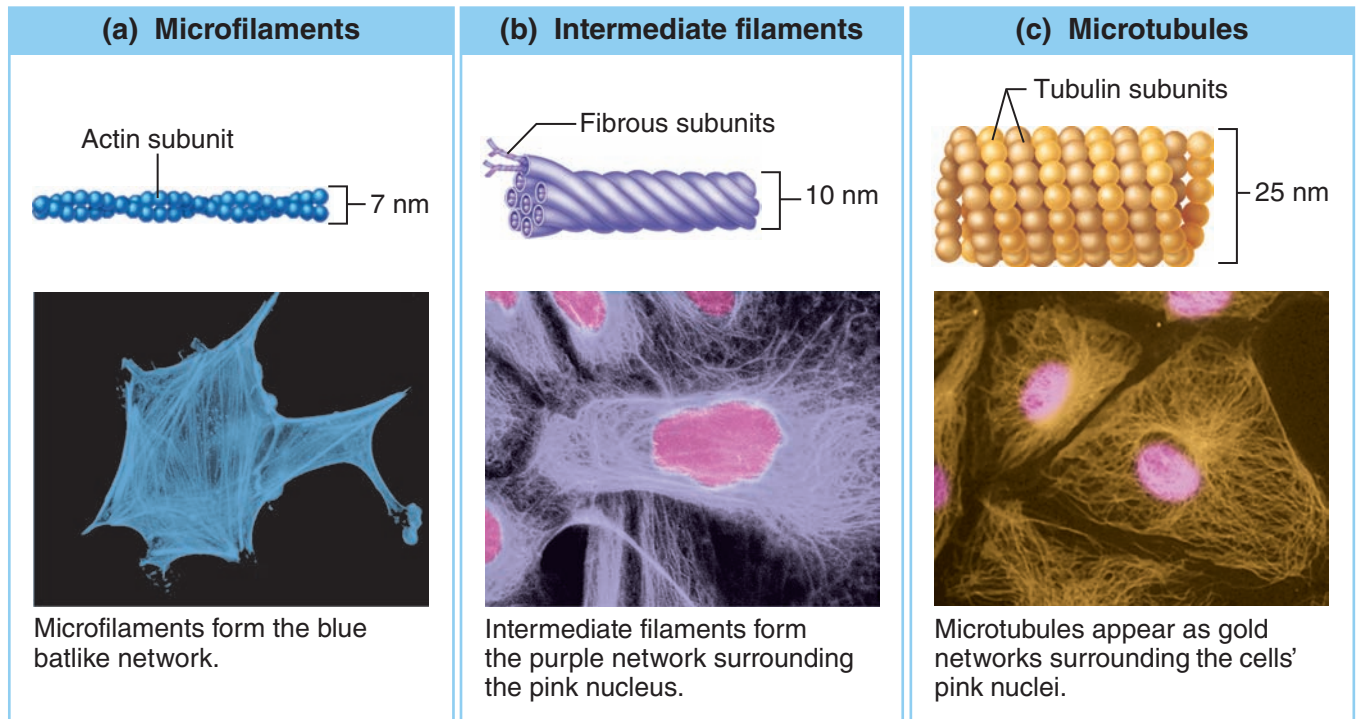 (a) Microfilaments
Actin subunit
7 nm
Microfilaments form the blue
batlike network.
(b) Intermediate filaments
Fibrous subunits
10 nm
Intermediate filaments form
the purple network surrounding
the pink nucleus.
(c) Microtubules
Tubulin subunits
25 nm
Microtubules appear as gold
networks surrounding the cells’
pink nuclei.